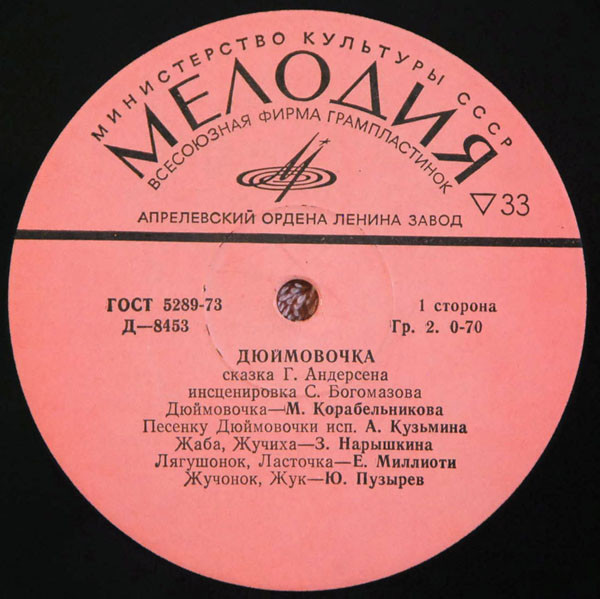 МИНИСТЕРСТВО КУЛЬТУРЫ СССР
МЕЛОДИЯ
ВСЕСОЮЗНАЯ ФИРМА ГРАМПЛАСТИНОК
АПРЕЛЕВСКИЙ ОРДЕНА ЛЕНИНА ЗАВОД
▽33
ГОСТ 5289-73
Д—8453
1 сторона
Гр. 2. 0-70
ДЮЙМОВОЧКА
сказка Г. Андерсена
инсценировка С. Богомазова
Дюймовочка—М. Корабельникова
Песенку Дюймовочки исп. А. Кузьмина
Жаба, Жучиха—З. Нарышкина
Лягушонок, Ласточка—Е. Миллиоти
Жучонок, Жук—Ю. Пузырев